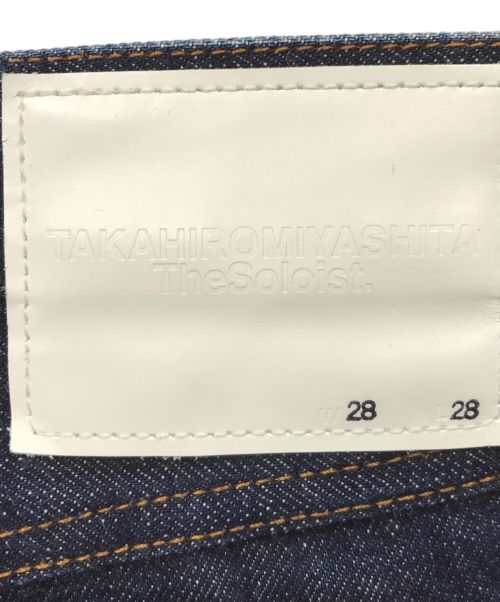 TAKAHIROMIYASHITA
TheSoloist.
W 28 L 28